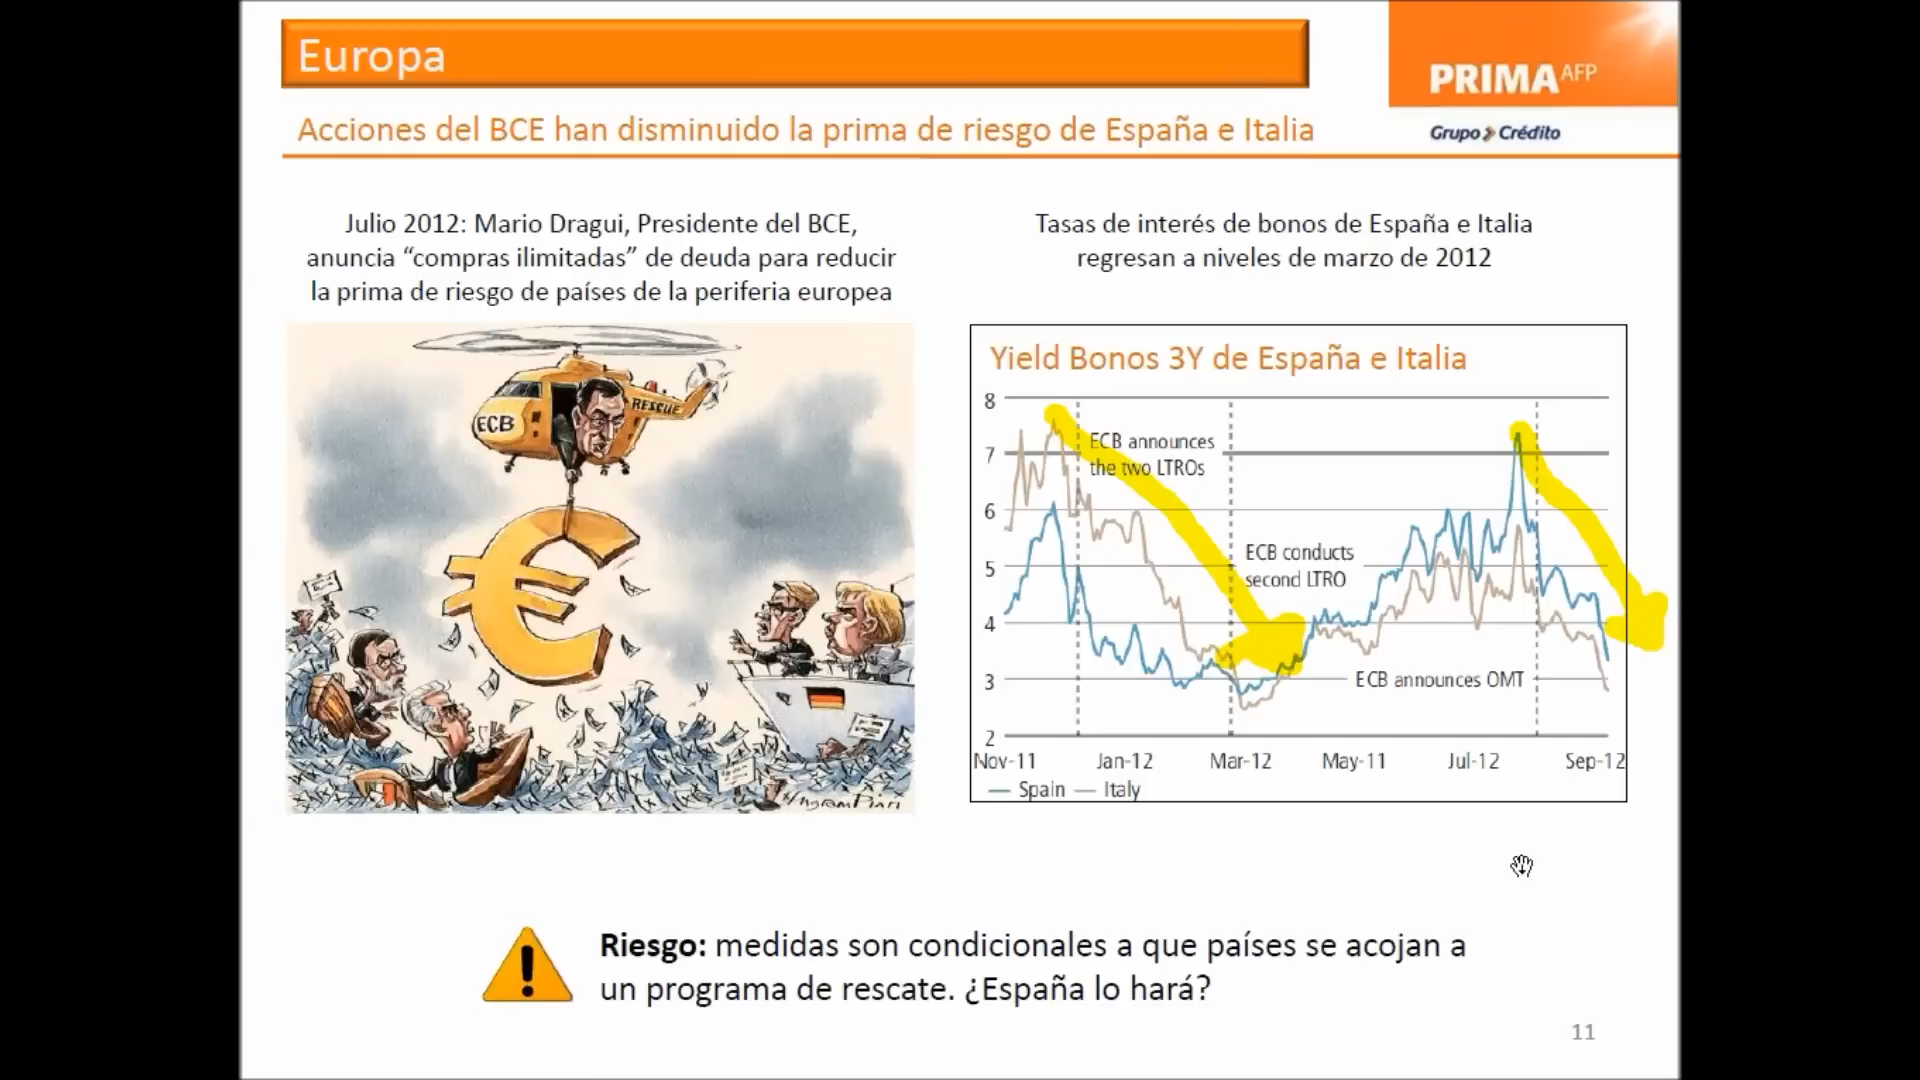 Europa
PRIMA AFP
Grupo Crédito
Acciones del BCE han disminuido la prima de riesgo de España e Italia
Julio 2012: Mario Dragui, Presidente del BCE,
anuncia “compras ilimitadas” de deuda para reducir
la prima de riesgo de países de la periferia europea
Tasas de interés de bonos de España e Italia
regresan a niveles de marzo de 2012
ECB
RESCUE
Yield Bonos 3Y de España e Italia
8
7
6
5
4
3
2
ECB announces
the two LTROs
ECB conducts
second LTRO
ECB announces OMT
Nov-11
Jan-12
Mar-12
May-11
Jul-12
Sep-12
Spain
Italy
Riesgo: medidas son condicionales a que países se acojan a
un programa de rescate. ¿España lo hará?
11